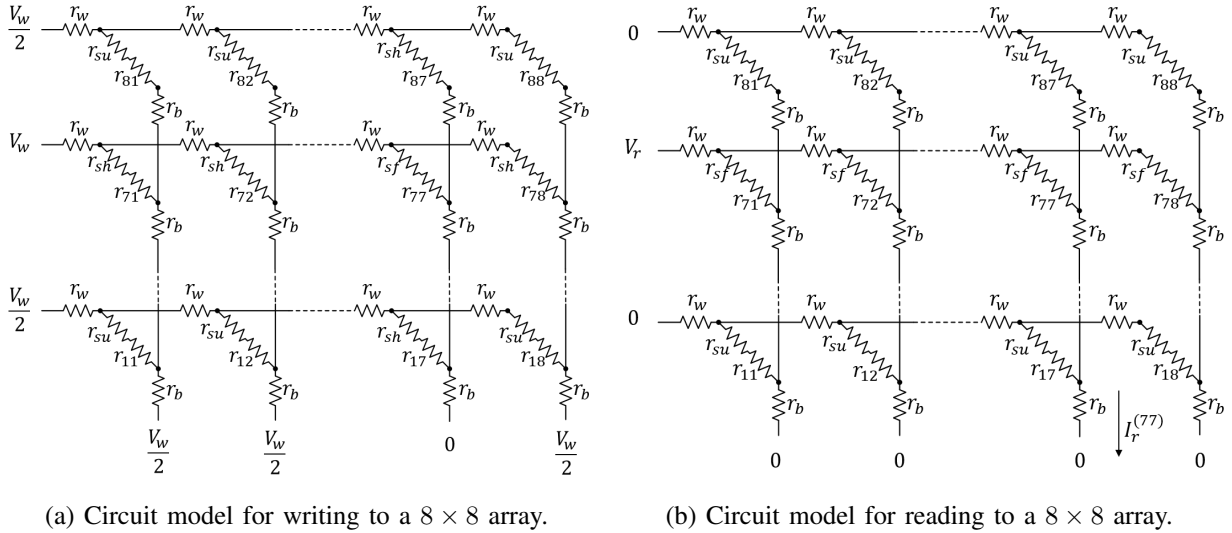 V_w/2 r_w r_w r_w r_w
r_su r_su r_sh r_su
r_81 r_82 r_87 r_88
r_b r_b r_b r_b
V_w r_w r_w r_w r_w
r_sh r_sh r_sf r_sh
r_71 r_72 r_77 r_78
r_b r_b r_b r_b
V_w/2 r_w r_w r_w r_w
r_su r_su r_sh r_su
r_11 r_12 r_17 r_18
r_b r_b r_b r_b
V_w/2 V_w/2 0 V_w/2
(a) Circuit model for writing to a 8 × 8 array.
0 r_w r_w r_w r_w
r_su r_su r_su r_su
r_81 r_82 r_87 r_88
r_b r_b r_b r_b
V_r r_w r_w r_w r_w
r_sf r_sf r_sf r_sf
r_71 r_72 r_77 r_78
r_b r_b r_b r_b
0 r_w r_w r_w r_w
r_su r_su r_su r_su
r_11 r_12 r_17 r_18
r_b r_b r_b I_r^(77) r_b
0 0 0 0
(b) Circuit model for reading to a 8 × 8 array.